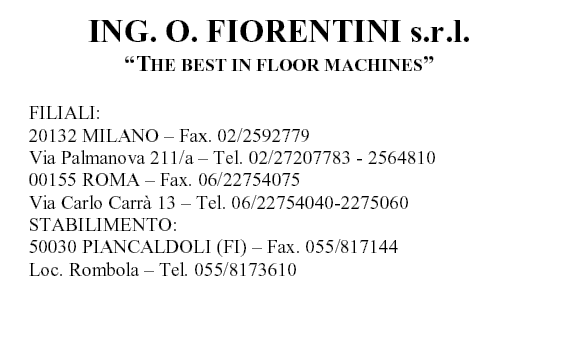 ING. O. FIORENTINI s.r.l.
“THE BEST IN FLOOR MACHINES”
FILIALI:
20132 MILANO – Fax. 02/2592779
Via Palmanova 211/a – Tel. 02/27207783 - 2564810
00155 ROMA – Fax. 06/22754075
Via Carlo Carrà 13 – Tel. 06/22754040-2275060
STABILIMENTO:
50030 PIANCALDOLI (FI) – Fax. 055/817144
Loc. Rombola – Tel. 055/8173610